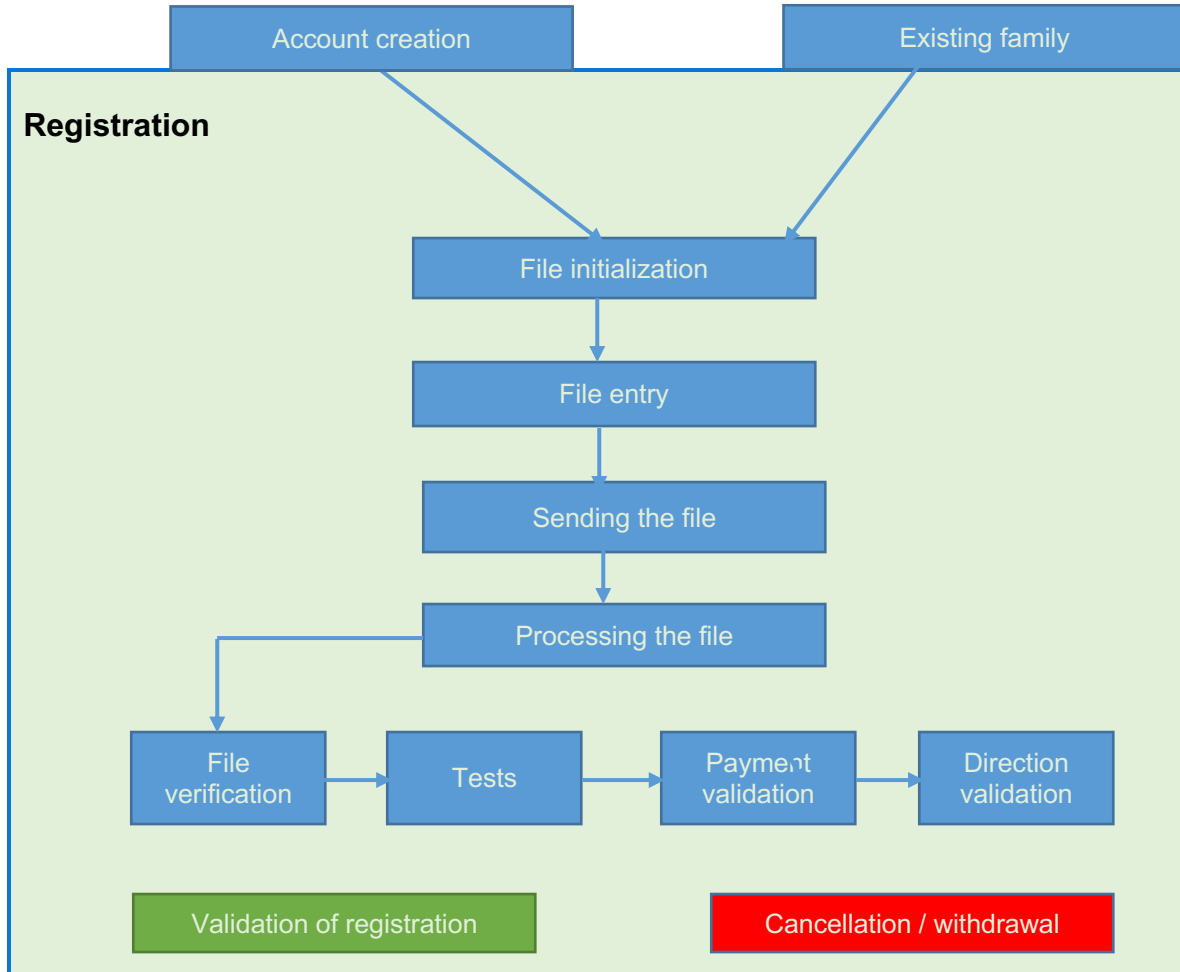 Account creation
Existing family
Registration
File initialization
File entry
Sending the file
Processing the file
File
verification
Tests
Payment
validation
Direction
validation
Validation of registration
Cancellation / withdrawal